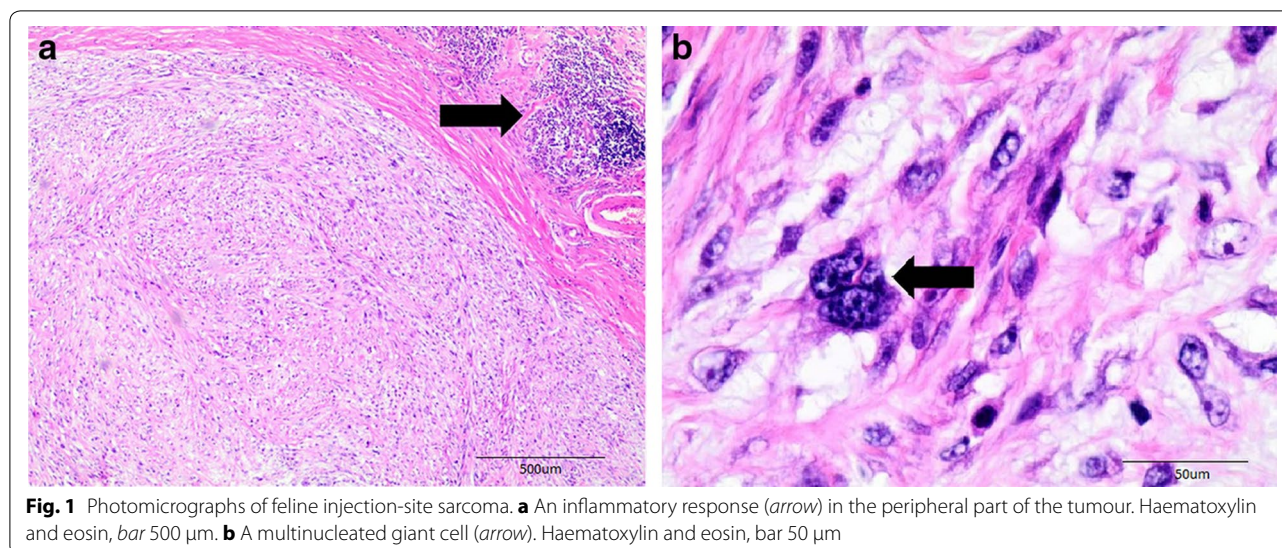 a
b
500um
50um
Fig. 1 Photomicrographs of feline injection-site sarcoma. a An inflammatory response (arrow) in the peripheral part of the tumour. Haematoxylin
and eosin, bar 500 µm. b A multinucleated giant cell (arrow). Haematoxylin and eosin, bar 50 µm